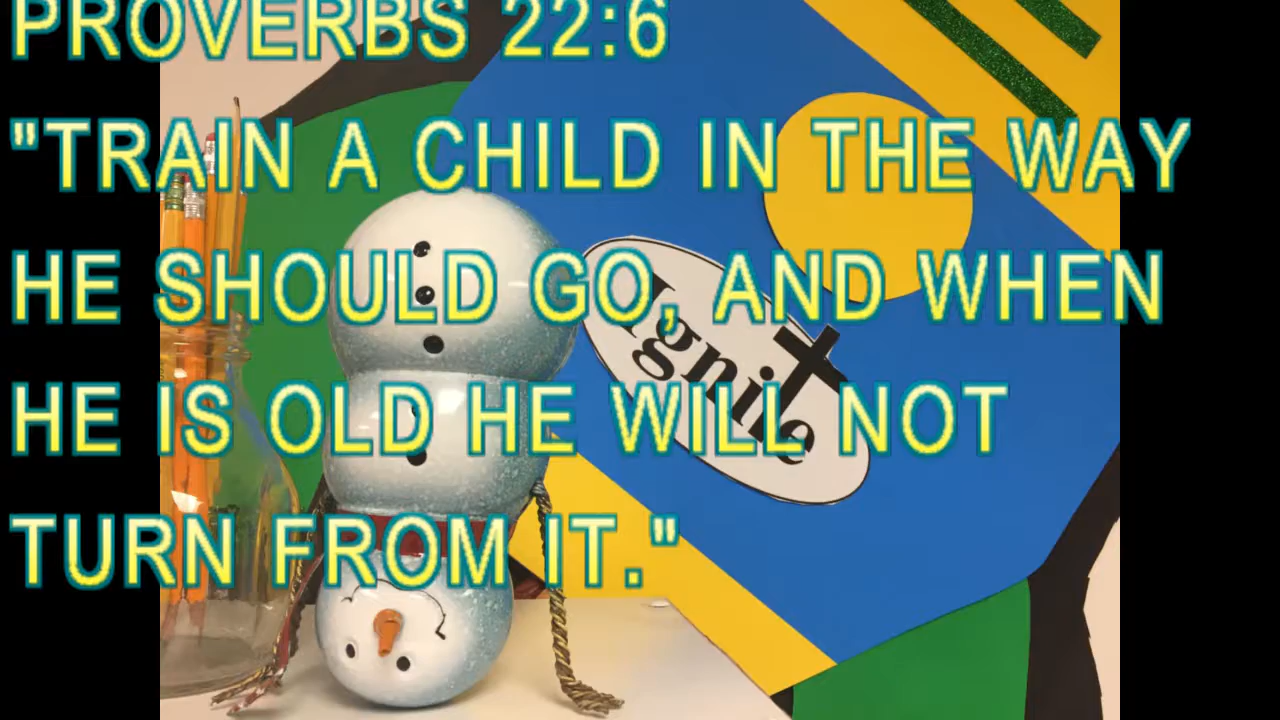 PROVERBS 22:6
"TRAIN A CHILD IN THE WAY
HE SHOULD GO, AND WHEN
HE IS OLD HE WILL NOT
TURN FROM IT."
Ignite